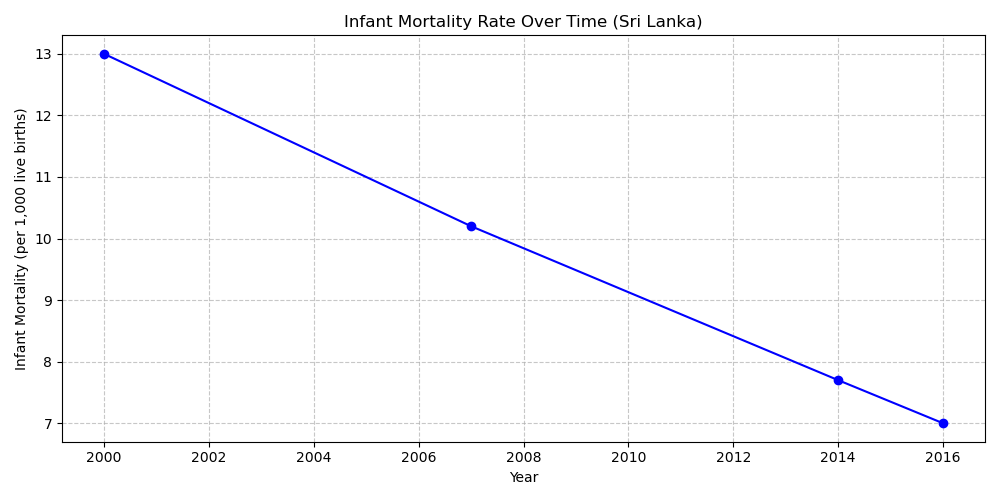 Infant Mortality Rate Over Time (Sri Lanka)
Infant Mortality (per 1,000 live births)
13
12
11
10
9
8
7
2000 2002 2004 2006 2008 2010 2012 2014 2016
Year